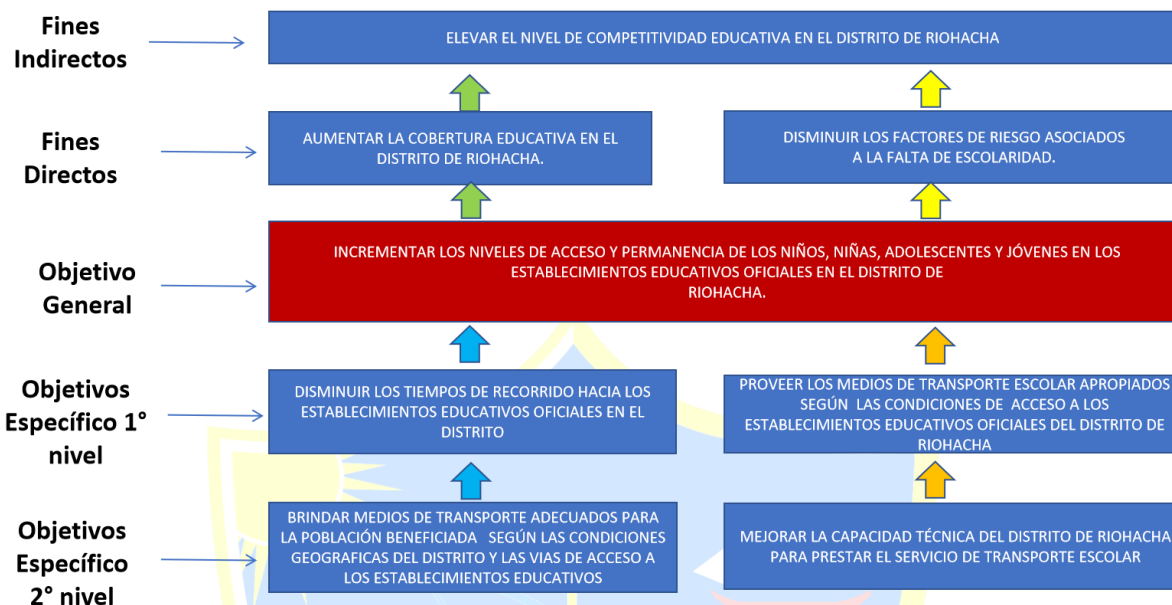 Fines
Indirectos
ELEVAR EL NIVEL DE COMPETITIVIDAD EDUCATIVA EN EL DISTRITO DE RIOHACHA
Fines
Directos
AUMENTAR LA COBERTURA EDUCATIVA EN EL
DISTRITO DE RIOHACHA.
DISMINUIR LOS FACTORES DE RIESGO ASOCIADOS
A LA FALTA DE ESCOLARIDAD.
Objetivo
General
INCREMENTAR LOS NIVELES DE ACCESO Y PERMANENCIA DE LOS NIÑOS, NIÑAS, ADOLESCENTES Y JÓVENES EN LOS
ESTABLECIMIENTOS EDUCATIVOS OFICIALES EN EL DISTRITO DE
RIOHACHA.
Objetivos
Específico 1°
nivel
DISMINUIR LOS TIEMPOS DE RECORRIDO HACIA LOS
ESTABLECIMIENTOS EDUCATIVOS OFICIALES EN EL
DISTRITO
PROVEER LOS MEDIOS DE TRANSPORTE ESCOLAR APROPIADOS
SEGÚN LAS CONDICIONES DE ACCESO A LOS
ESTABLECIMIENTOS EDUCATIVOS OFICIALES DEL DISTRITO DE
RIOHACHA
Objetivos
Específico
2° nivel
BRINDAR MEDIOS DE TRANSPORTE ADECUADOS PARA
LA POBLACIÓN BENEFICIADA SEGÚN LAS CONDICIONES
GEOGRAFICAS DEL DISTRITO Y LAS VIAS DE ACCESO A
LOS ESTABLECIMIENTOS EDUCATIVOS
MEJORAR LA CAPACIDAD TÉCNICA DEL DISTRITO DE RIOHACHA
PARA PRESTAR EL SERVICIO DE TRANSPORTE ESCOLAR